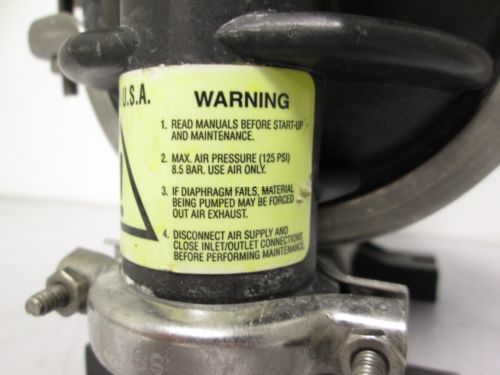 U.S.A.
WARNING
1. READ MANUALS BEFORE START-UP
AND MAINTENANCE.
2. MAX. AIR PRESSURE (125 PSI)
8.5 BAR. USE AIR ONLY.
3. IF DIAPHRAGM FAILS, MATERIAL
BEING PUMPED MAY BE FORCED
OUT AIR EXHAUST.
4. DISCONNECT AIR SUPPLY AND
CLOSE INLET/OUTLET CONNECTIONS
BEFORE PERFORMING MAINTENANCE.